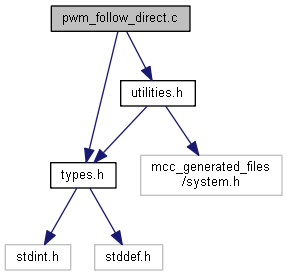 pwm_follow_direct.c
utilities.h
types.h
mcc_generated_files
/system.h
stdint.h
stddef.h